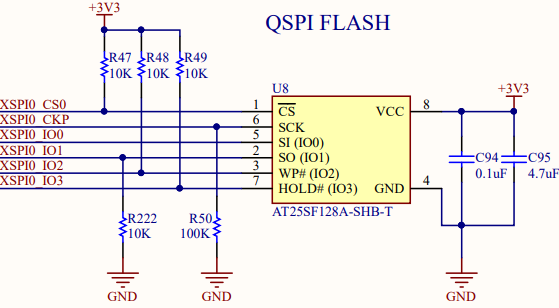 QSPI FLASH
+3V3
R47
10K
R48
10K
R49
10K
U8
+3V3
XSPI0_CS0
1
CS
VCC
8
XSPI0_CKP
6
SCK
XSPI0_IO0
5
SI (IO0)
XSPI0_IO1
2
SO (IO1)
C94
0.1uF
C95
4.7uF
XSPI0_IO2
3
WP# (IO2)
XSPI0_IO3
7
HOLD# (IO3)
GND
4
AT25SF128A-SHB-T
R222
10K
R50
100K
GND
GND
GND